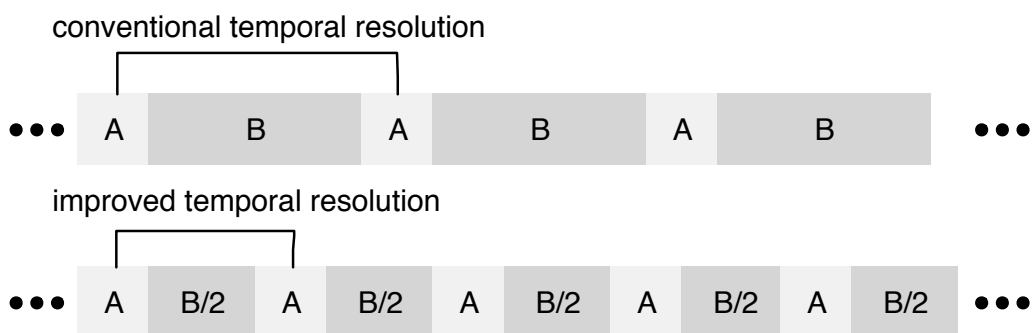 conventional temporal resolution
••• A B A B A B •••
improved temporal resolution
••• A B/2 A B/2 A B/2 A B/2 A B/2 •••